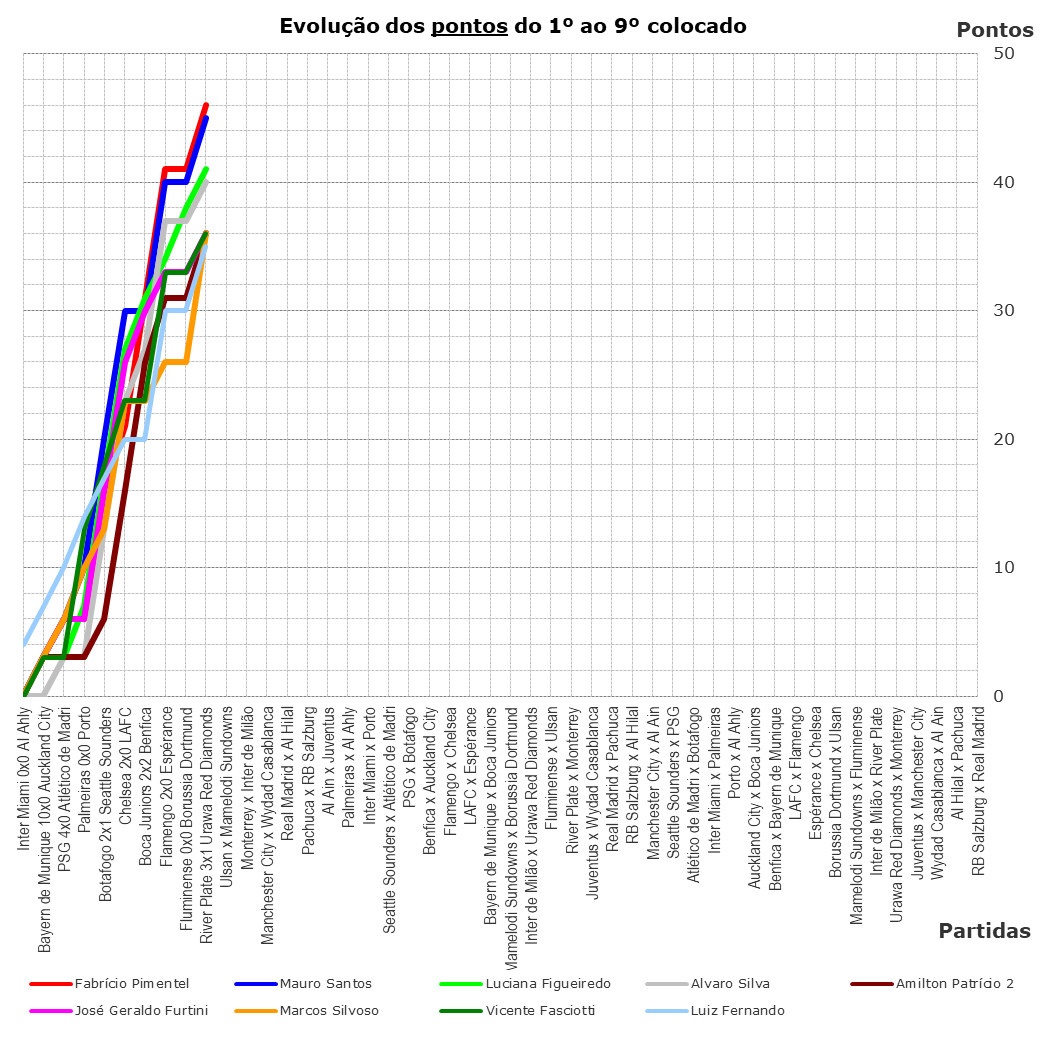 Evolução dos pontos do 1º ao 9º colocado
Pontos
50
40
30
20
10
0
Inter Miami 0x0 Al Ahly
Bayern de Munique 10x0 Auckland City
PSG 4x0 Atlético de Madri
Palmeiras 0x0 Porto
Botafogo 2x1 Seattle Sounders
Chelsea 2x0 LAFC
Boca Juniors 2x2 Benfica
Flamengo 2x0 Espérance
Fluminense 0x0 Borussia Dortmund
River Plate 3x1 Urawa Red Diamonds
Ulsan x Mamelodi Sundowns
Monterrey x Inter de Milão
Manchester City x Wydad Casablanca
Real Madrid x Al Hilal
Pachuca x RB Salzburg
Al Ain x Juventus
Palmeiras x Al Ahly
Inter Miami x Porto
Seattle Sounders x Atlético de Madri
PSG x Botafogo
Benfica x Auckland City
Flamengo x Chelsea
LAFC x Espérance
Bayern de Munique x Boca Juniors
Mamelodi Sundowns x Borussia Dortmund
Inter de Milão x Urawa Red Diamonds
Fluminense x Ulsan
River Plate x Monterrey
Juventus x Wydad Casablanca
Real Madrid x Pachuca
RB Salzburg x Al Hilal
Manchester City x Al Ain
Seattle Sounders x PSG
Atlético de Madri x Botafogo
Inter Miami x Palmeiras
Porto x Al Ahly
Auckland City x Boca Juniors
Benfica x Bayern de Munique
LAFC x Flamengo
Espérance x Chelsea
Borussia Dortmund x Ulsan
Mamelodi Sundowns x Fluminense
Inter de Milão x River Plate
Urawa Red Diamonds x Monterrey
Juventus x Manchester City
Wydad Casablanca x Al Ain
Al Hilal x Pachuca
RB Salzburg x Real Madrid
Partidas
Fabrício Pimentel
Mauro Santos
Luciana Figueiredo
Alvaro Silva
Amilton Patrício 2
José Geraldo Furtini
Marcos Silvoso
Vicente Fasciotti
Luiz Fernando